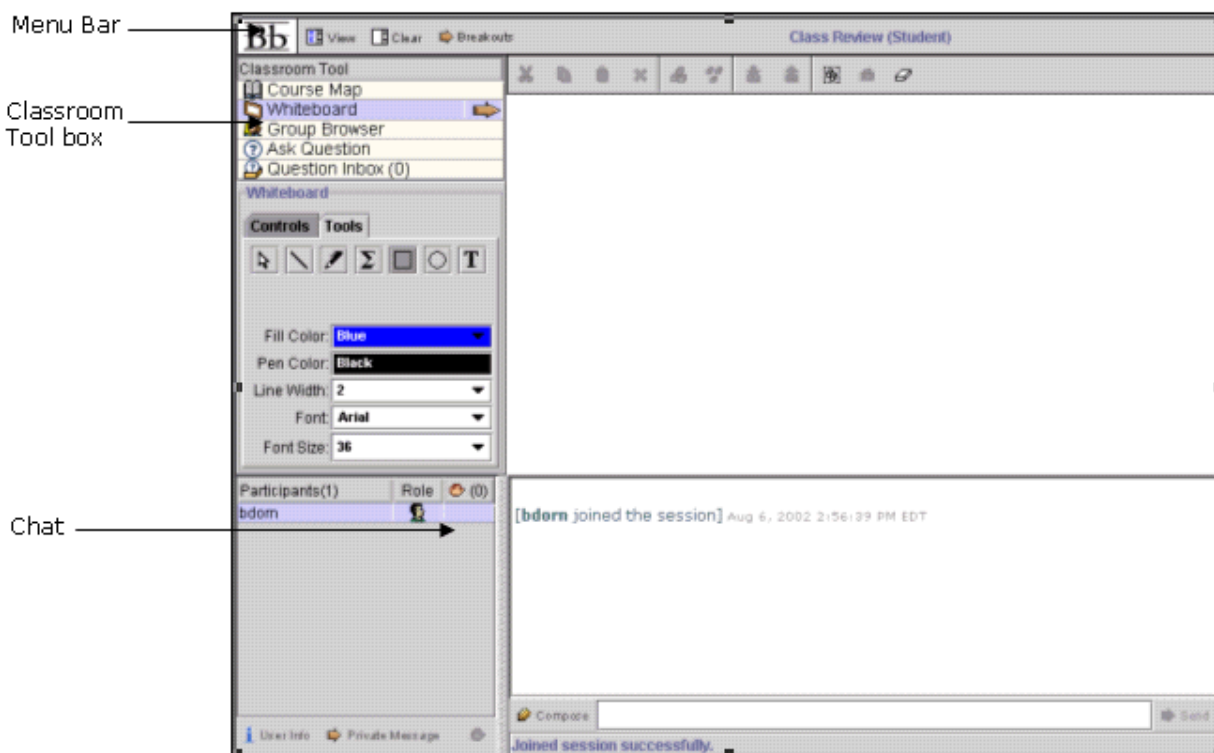 Menu Bar
Bb View Clear Breakouts Class Review (Student)
Classroom Tool
Course Map
Classroom
Tool box
Whiteboard
Group Browser
Ask Question
Question Inbox (0)
Whiteboard
Controls Tools
Σ T
Fill Color: Blue
Pen Color: Black
Line Width: 2
Font: Arial
Font Size: 36
Participants(1) Role (0)
bdorn
Chat
[bdorn joined the session] Aug 6, 2002 2:56:39 PM EDT
Compose Send
User Info Private Message
Joined session successfully.